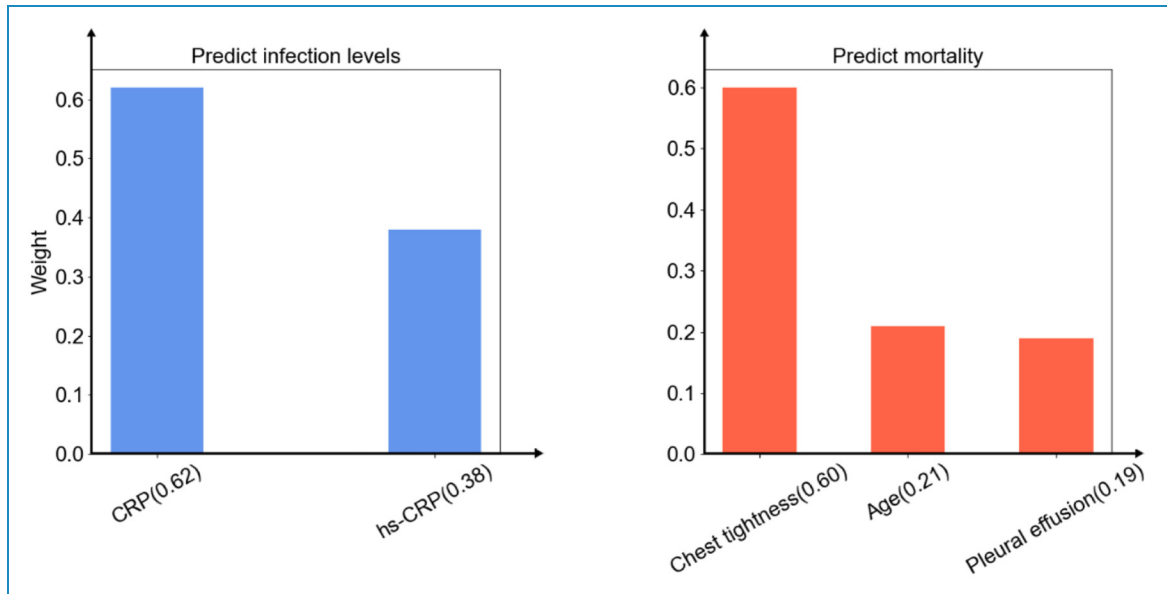 Predict infection levels
Weight
0.6
0.5
0.4
0.3
0.2
0.1
0.0
CRP(0.62)
hs-CRP(0.38)
Predict mortality
0.6
0.5
0.4
0.3
0.2
0.1
0.0
Chest tightness(0.60)
Age(0.21)
Pleural effusion(0.19)